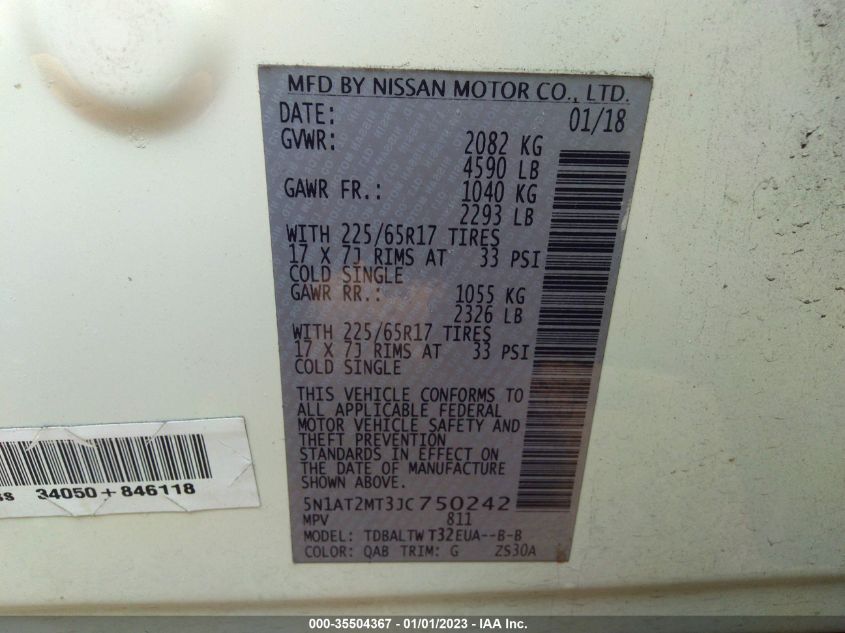 MFD BY NISSAN MOTOR CO., LTD.
DATE: 01/18
GVWR: 2082 KG
4590 LB
GAWR FR.: 1040 KG
2293 LB
WITH 225/65R17 TIRES
17 X 7J RIMS AT 33 PSI
COLD SINGLE
GAWR RR.: 1055 KG
2326 LB
WITH 225/65R17 TIRES
17 X 7J RIMS AT 33 PSI
COLD SINGLE
THIS VEHICLE CONFORMS TO
ALL APPLICABLE FEDERAL
MOTOR VEHICLE SAFETY AND
THEFT PREVENTION
STANDARDS IN EFFECT ON
THE DATE OF MANUFACTURE
SHOWN ABOVE.
5N1AT2MT3JC750242
MPV 811
MODEL: TDBALTW T32EUA--B-B
COLOR: QAB TRIM: G ZS30A
34050+846118
000-35504367 - 01/01/2023 - IAA Inc.